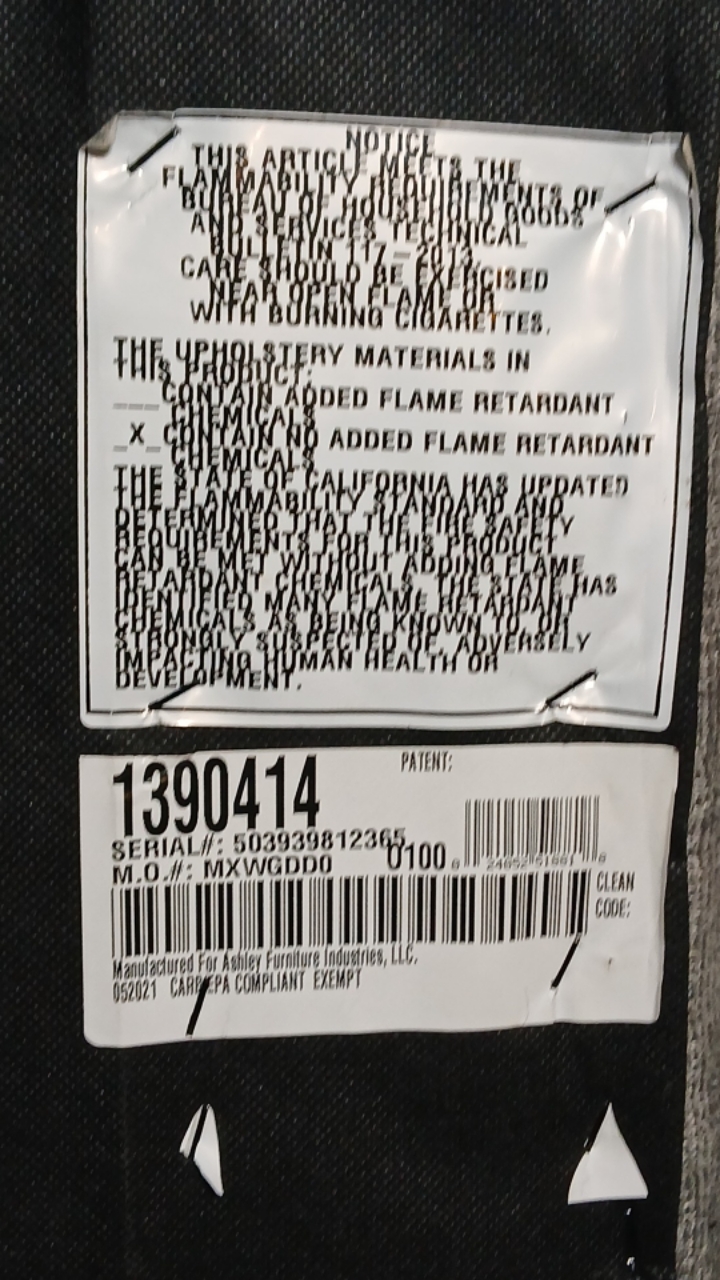 NOTICE
THIS ARTICLE MEETS THE
FLAMMABILITY REQUIREMENTS OF
BUREAU OF HOUSEHOLD GOODS
AND SERVICES TECHNICAL
BULLETIN 117-2013.
CARE SHOULD BE EXERCISED
NEAR OPEN FLAME OR
WITH BURNING CIGARETTES.
THE UPHOLSTERY MATERIALS IN
THIS PRODUCT:
___CONTAIN ADDED FLAME RETARDANT
CHEMICALS
_X_CONTAIN NO ADDED FLAME RETARDANT
CHEMICALS
THE STATE OF CALIFORNIA HAS UPDATED
THE FLAMMABILITY STANDARD AND
DETERMINED THAT THE FIRE SAFETY
REQUIREMENTS FOR THIS PRODUCT
CAN BE MET WITHOUT ADDING FLAME
RETARDANT CHEMICALS. THE STATE HAS
IDENTIFIED MANY FLAME RETARDANT
CHEMICALS AS BEING KNOWN TO, OR
STRONGLY SUSPECTED OF, ADVERSELY
IMPACTING HUMAN HEALTH OR
DEVELOPMENT.
1390414
PATENT:
SERIAL#: 503939812365
M.O.#: MXWGDD0
0100
CLEAN
CODE:
Manufactured For Ashley Furniture Industries, LLC.
052021 CARB EPA COMPLIANT EXEMPT